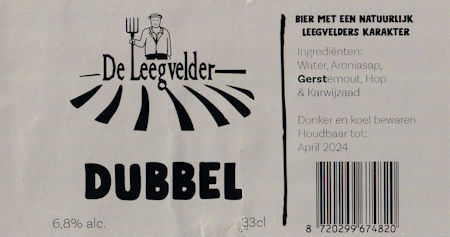 De Leegvelder
DUBBEL
6,8% alc.
33cl
BIER MET EEN NATUURLIJK
LEEGVELDERS KARAKTER
Ingrediënten:
Water, Aroniasap,
Gerstemout, Hop
& Karwijzaad
Donker en koel bewaren
Houdbaar tot:
April 2024
8 720299 674820